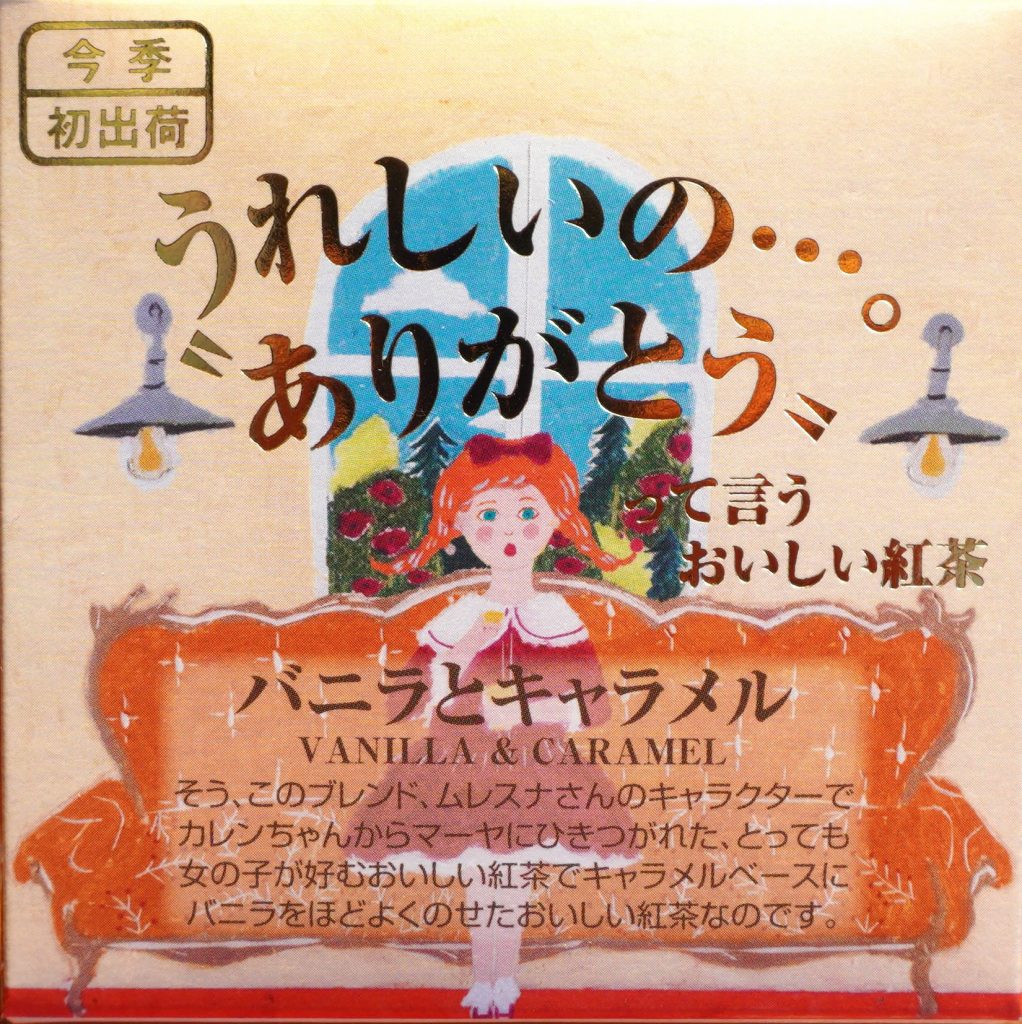 今季
初出荷
うれしいの…。
〝ありがとう〟
って言う
おいしい紅茶
バニラとキャラメル
VANILLA & CARAMEL
そう、このブレンド、ムレスナさんのキャラクターで
カレンちゃんからマーヤにひきつがれた、とっても
女の子が好むおいしい紅茶でキャラメルベースに
バニラをほどよくのせたおいしい紅茶なのです。